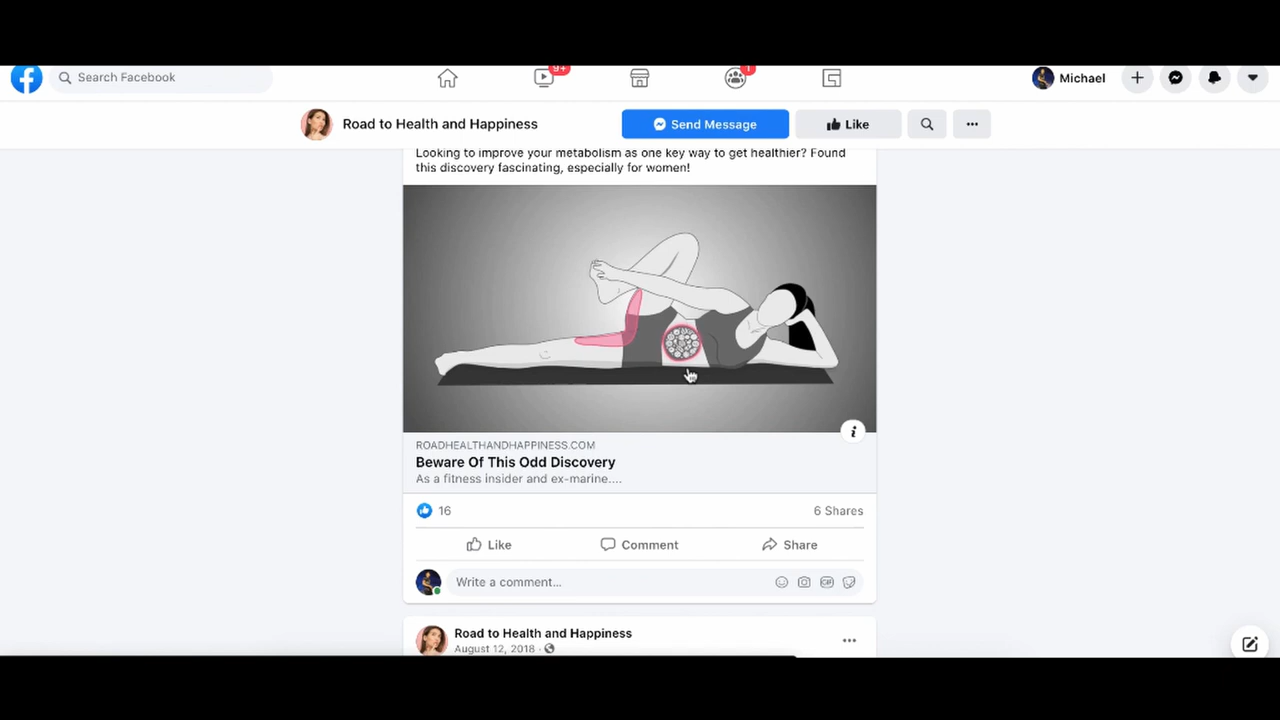 Search Facebook
9+
1
Michael
Road to Health and Happiness
Send Message
Like
Looking to improve your metabolism as one key way to get healthier? Found
this discovery fascinating, especially for women!
ROADHEALTHANDHAPPINESS.COM
Beware Of This Odd Discovery
As a fitness insider and ex-marine....
16
6 Shares
Like
Comment
Share
Write a comment...
GIF
Road to Health and Happiness
August 12, 2018 ·